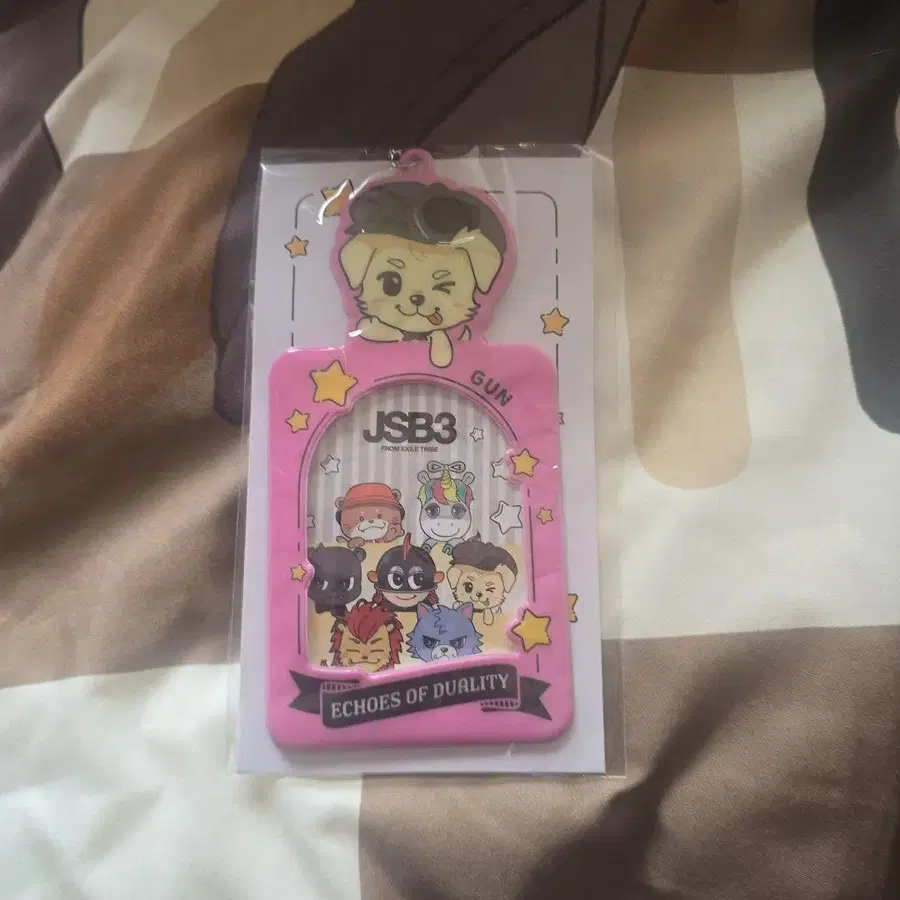 GUN
JSB3
FROM EXILE TRIBE
ECHOES OF DUALITY